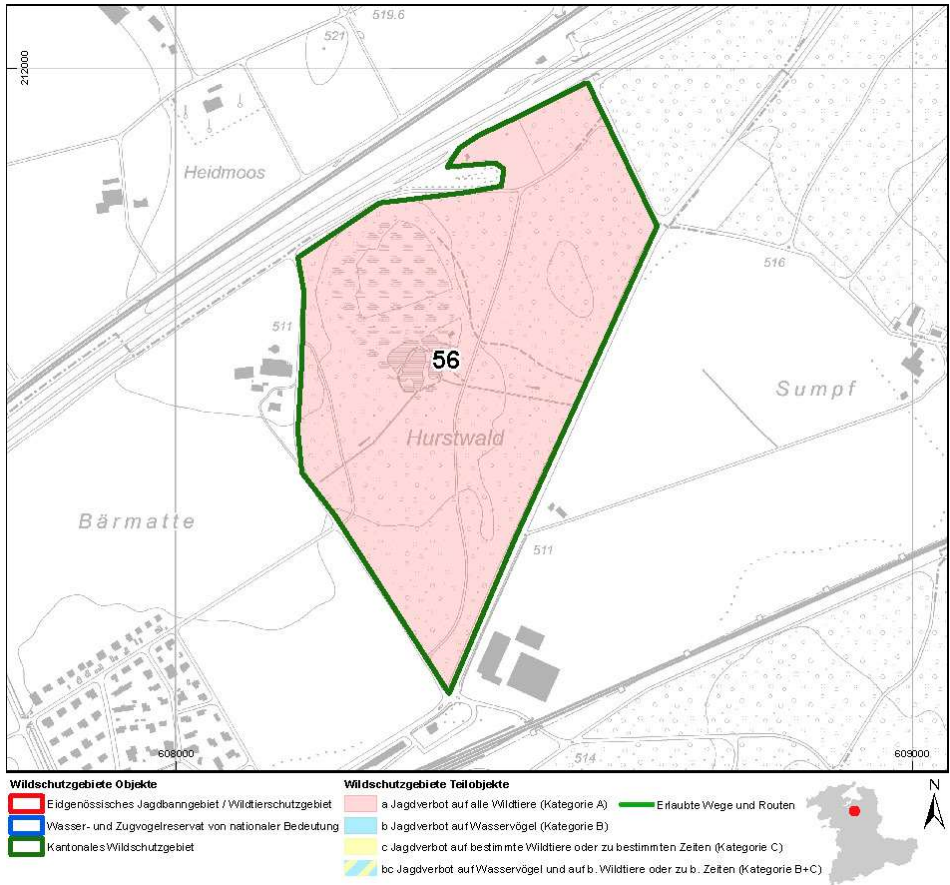 519.6
521
212000
Heidmoos
516
511
56
Sumpf
Hurstwald
Bärmatte
511
608000
514
609000
Wildschutzgebiete Objekte
Eidgenössisches Jagdbanngebiet / Wildtierschutzgebiet
Wasser- und Zugvogelreservat von nationaler Bedeutung
Kantonales Wildschutzgebiet
Wildschutzgebiete Teilobjekte
a Jagdverbot auf alle Wildtiere (Kategorie A)
b Jagdverbot auf Wasservögel (Kategorie B)
c Jagdverbot auf bestimmte Wildtiere oder zu bestimmten Zeiten (Kategorie C)
bc Jagdverbot auf Wasservögel und auf b. Wildtiere oder zu b. Zeiten (Kategorie B+C)
Erlaubte Wege und Routen
N